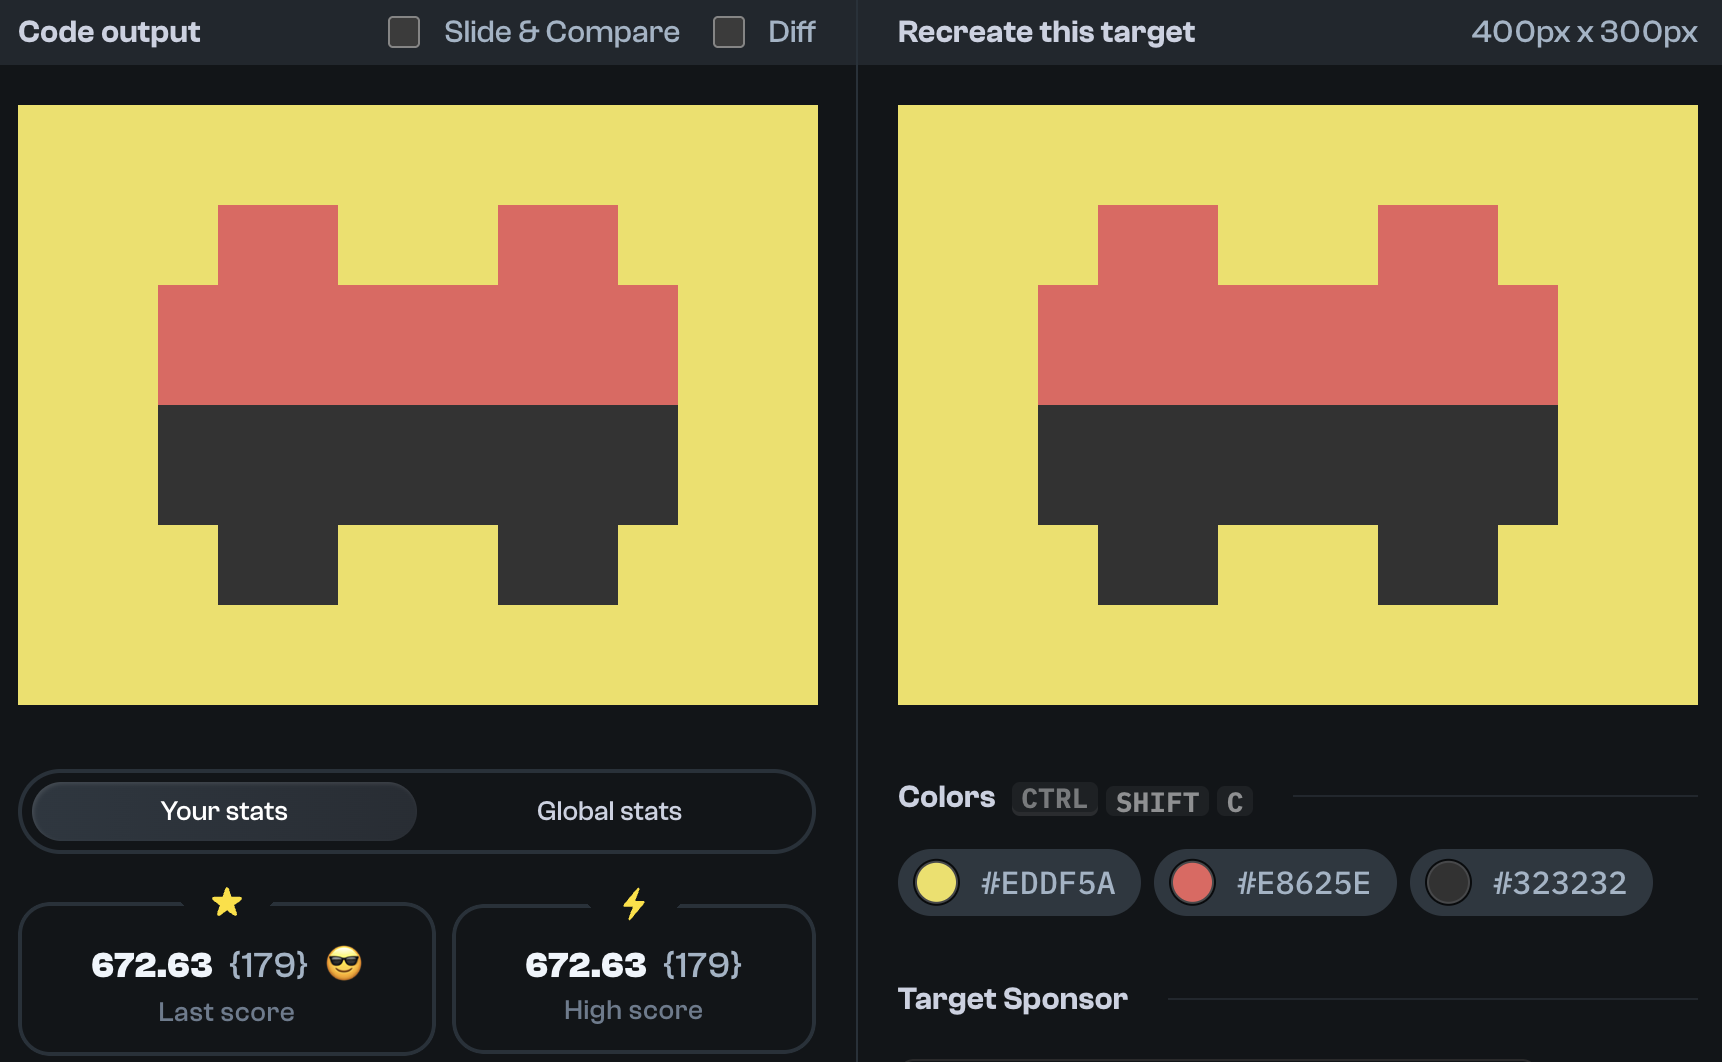 Code output
Slide & Compare
Diff
Recreate this target
400px x 300px
Your stats
Global stats
672.63 {179} 😎
Last score
672.63 {179}
High score
Colors CTRL SHIFT C
#EDDF5A
#E8625E
#323232
Target Sponsor